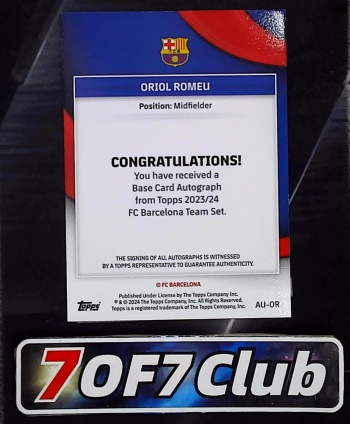 FCB
ORIOL ROMEU
Position: Midfielder
CONGRATULATIONS!
You have received a
Base Card Autograph
from Topps 2023/24
FC Barcelona Team Set.
THE SIGNING OF ALL AUTOGRAPHS IS WITNESSED
BY A TOPPS REPRESENTATIVE TO GUARANTEE AUTHENTICITY.
© FC BARCELONA
Topps
Published Under License by The Topps Company, Inc.
® & © 2024 The Topps Company, Inc. All Rights Reserved.
Topps is a registered trademark of The Topps Company, Inc.
AU-OR
7OF7Club